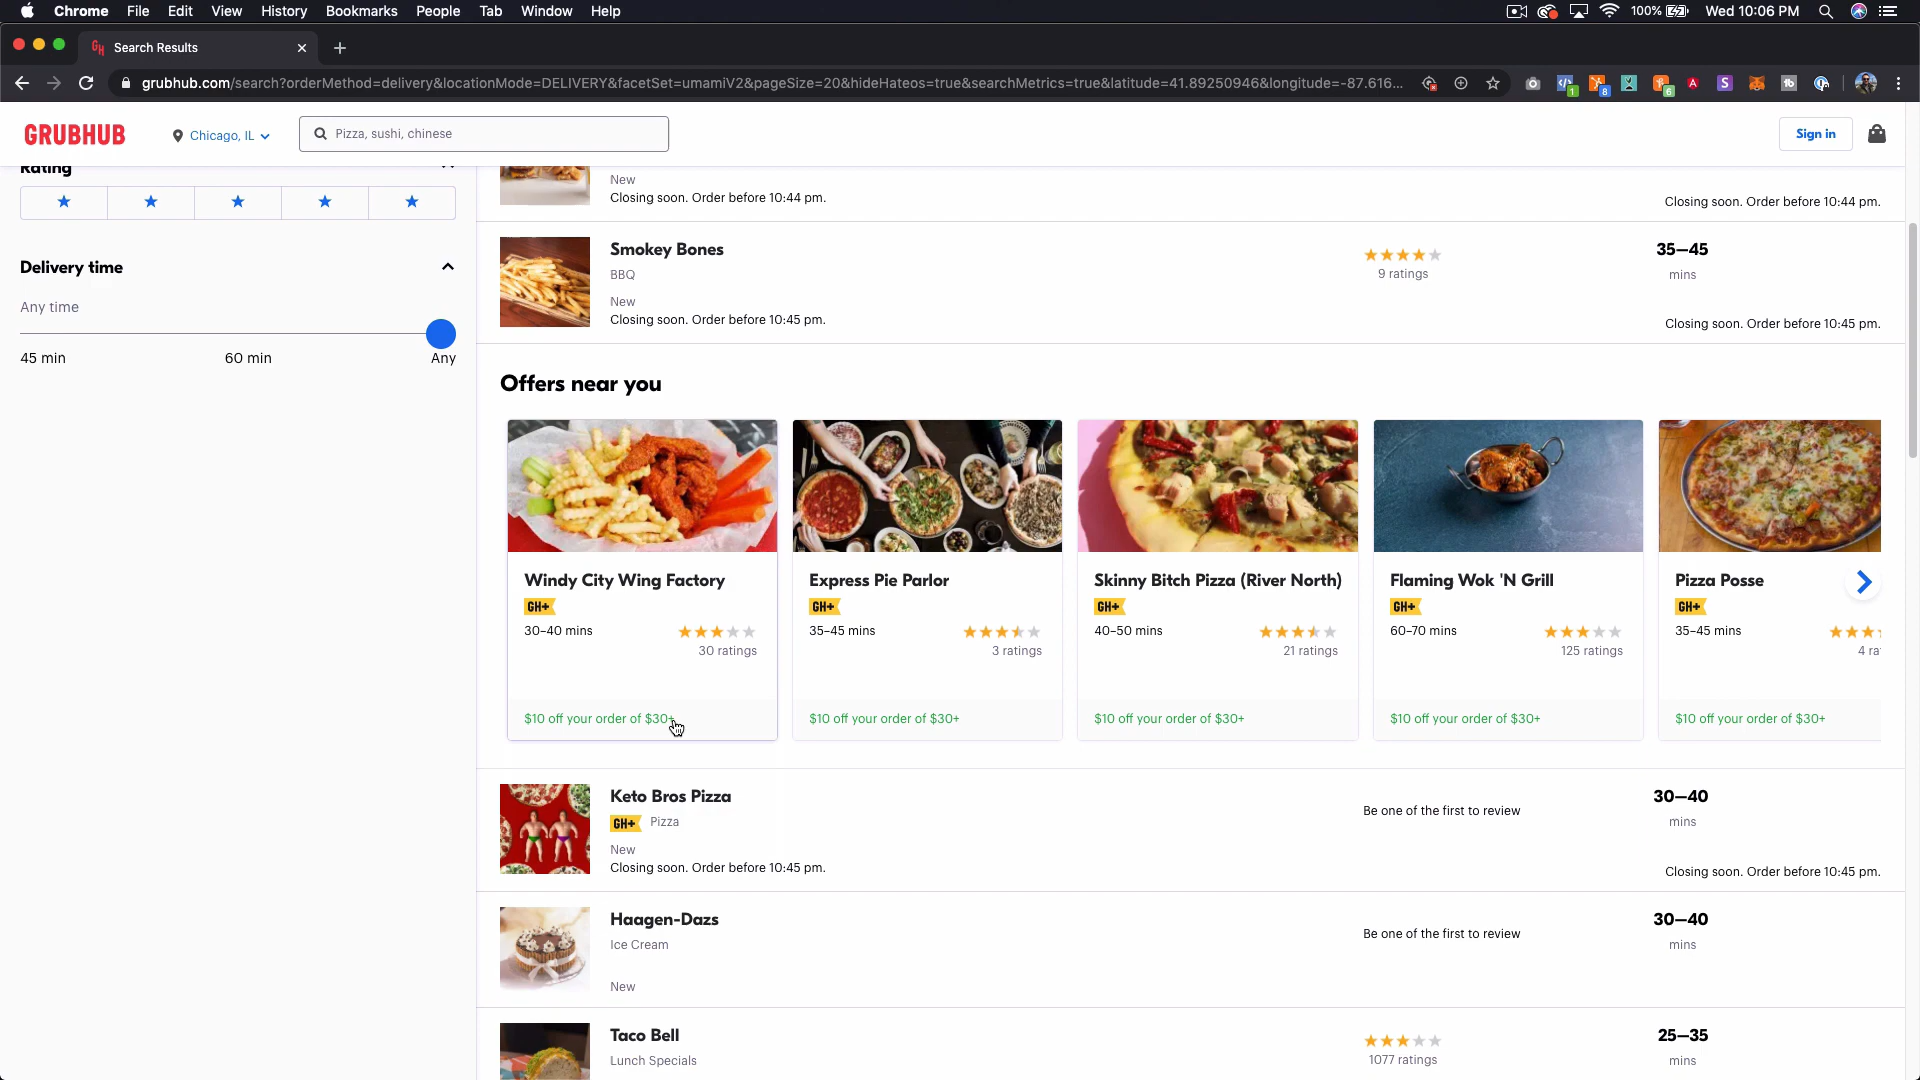 Chrome File Edit View History Bookmarks People Tab Window Help 100% Wed 10:06 PM
Search Results
grubhub.com/search?orderMethod=delivery&locationMode=DELIVERY&facetSet=umamiV2&pageSize=20&hideHateos=true&searchMetrics=true&latitude=41.89250946&longitude=-87.616...
GRUBHUB Chicago, IL Pizza, sushi, chinese Sign in
Rating
Delivery time
Any time
45 min 60 min Any
New
Closing soon. Order before 10:44 pm. Closing soon. Order before 10:44 pm.
Smokey Bones 35–45
BBQ 9 ratings mins
New
Closing soon. Order before 10:45 pm. Closing soon. Order before 10:45 pm.
Offers near you
Windy City Wing Factory
GH+
30–40 mins
30 ratings
$10 off your order of $30+
Express Pie Parlor
GH+
35–45 mins
3 ratings
$10 off your order of $30+
Skinny Bitch Pizza (River North)
GH+
40–50 mins
21 ratings
$10 off your order of $30+
Flaming Wok 'N Grill
GH+
60–70 mins
125 ratings
$10 off your order of $30+
Pizza Posse
GH+
35–45 mins
4 ra
$10 off your order of $30+
Keto Bros Pizza Be one of the first to review 30–40
GH+ Pizza mins
New
Closing soon. Order before 10:45 pm. Closing soon. Order before 10:45 pm.
Haagen-Dazs Be one of the first to review 30–40
Ice Cream mins
New
Taco Bell 25–35
Lunch Specials 1077 ratings mins